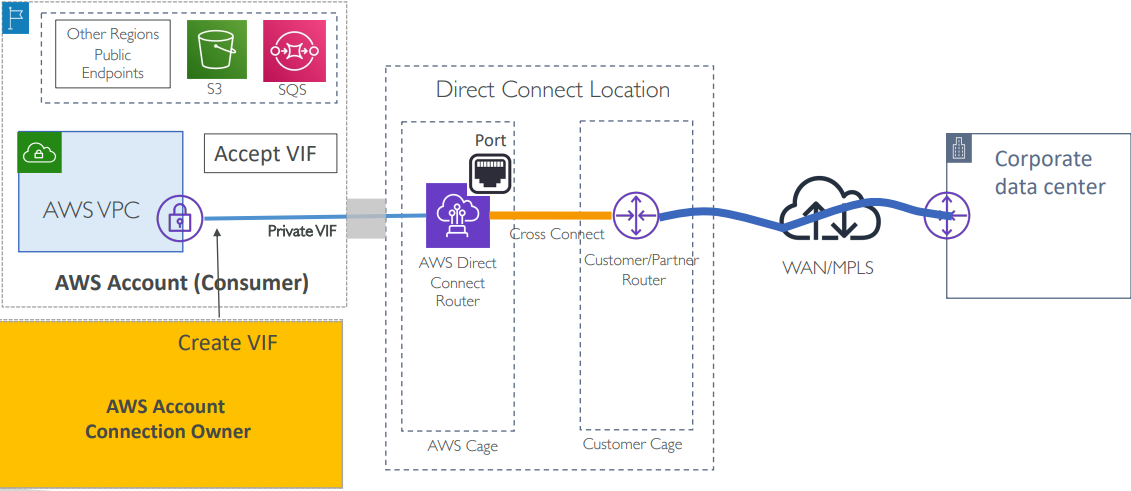 Other Regions
Public
Endpoints
S3
SQS
Accept VIF
AWS VPC
Private VIF
AWS Account (Consumer)
Create VIF
AWS Account
Connection Owner
Direct Connect Location
Port
Cross Connect
AWS Direct
Connect
Router
Customer/Partner
Router
AWS Cage
Customer Cage
WAN/MPLS
Corporate
data center